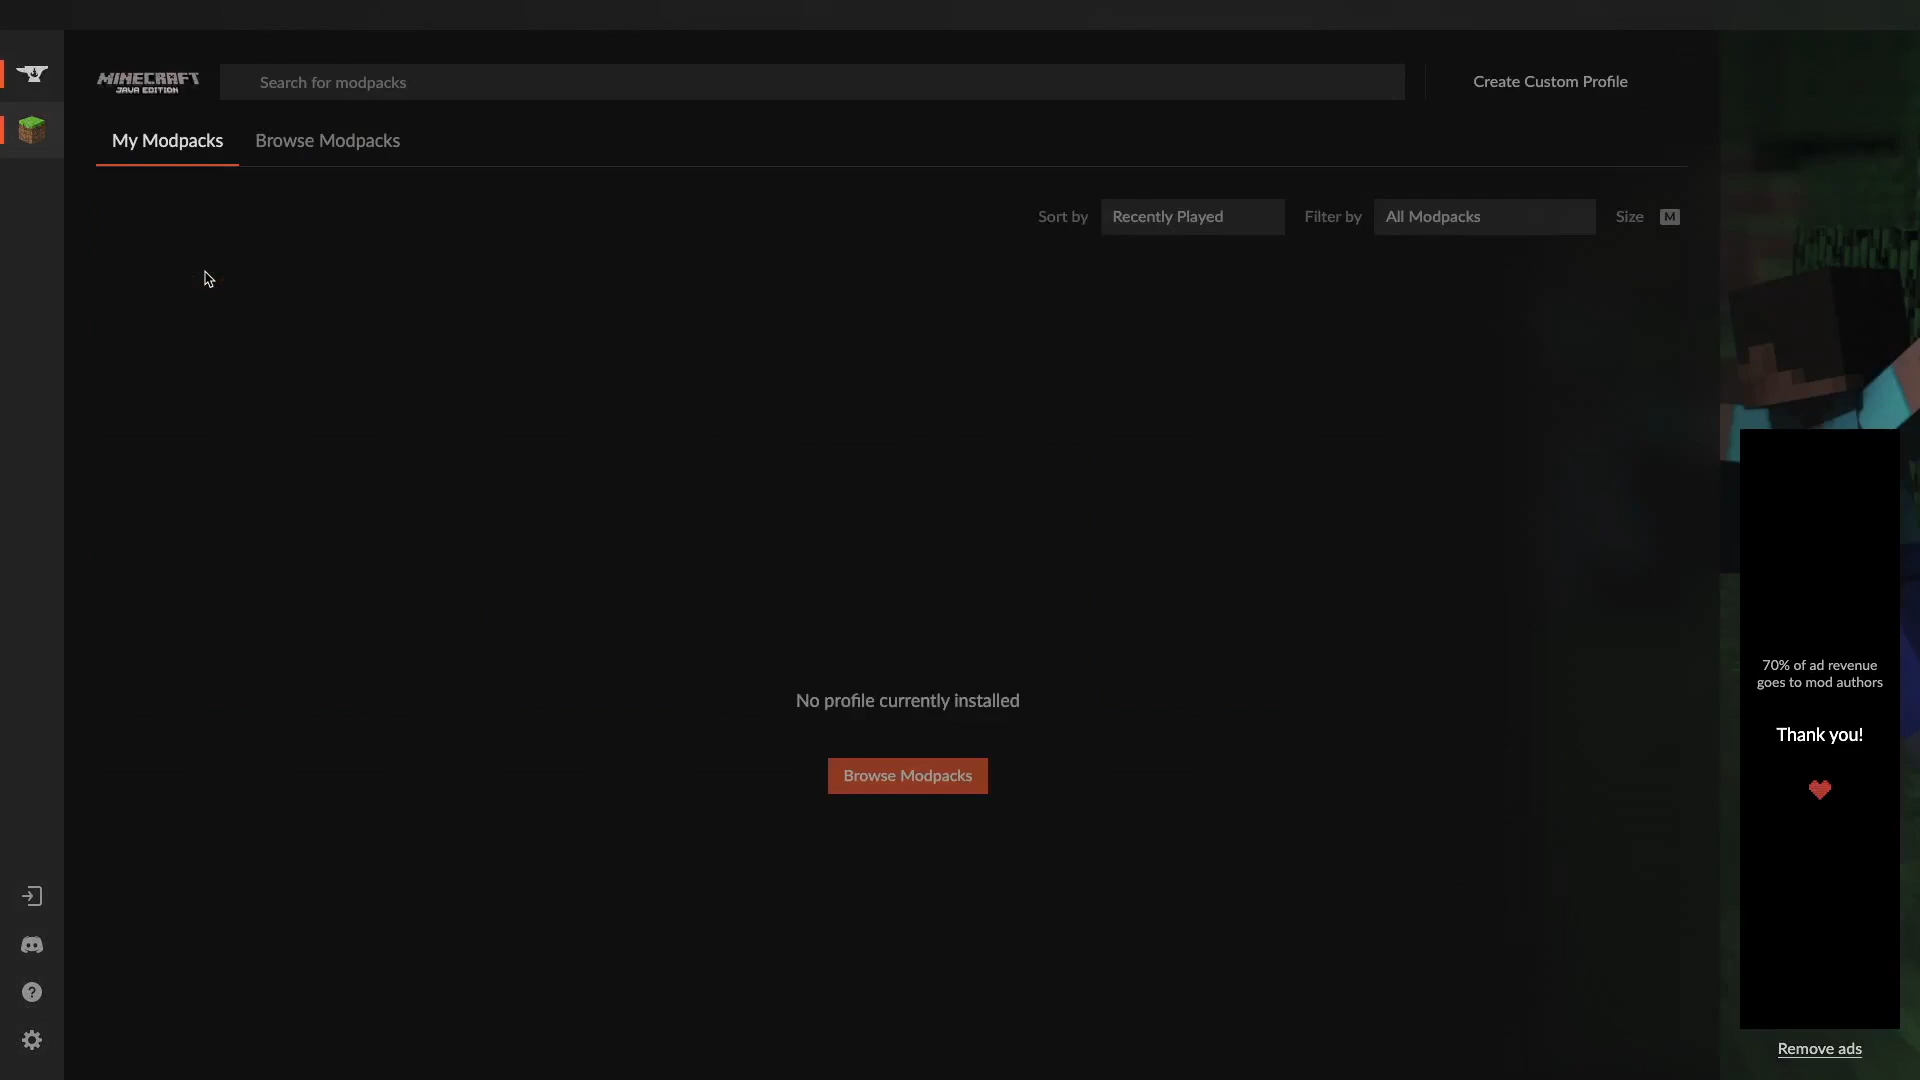 MINECRAFT
JAVA EDITION
Search for modpacks
Create Custom Profile
My Modpacks
Browse Modpacks
Sort by
Recently Played
Filter by
All Modpacks
Size
M
No profile currently installed
Browse Modpacks
70% of ad revenue
goes to mod authors
Thank you!
Remove ads